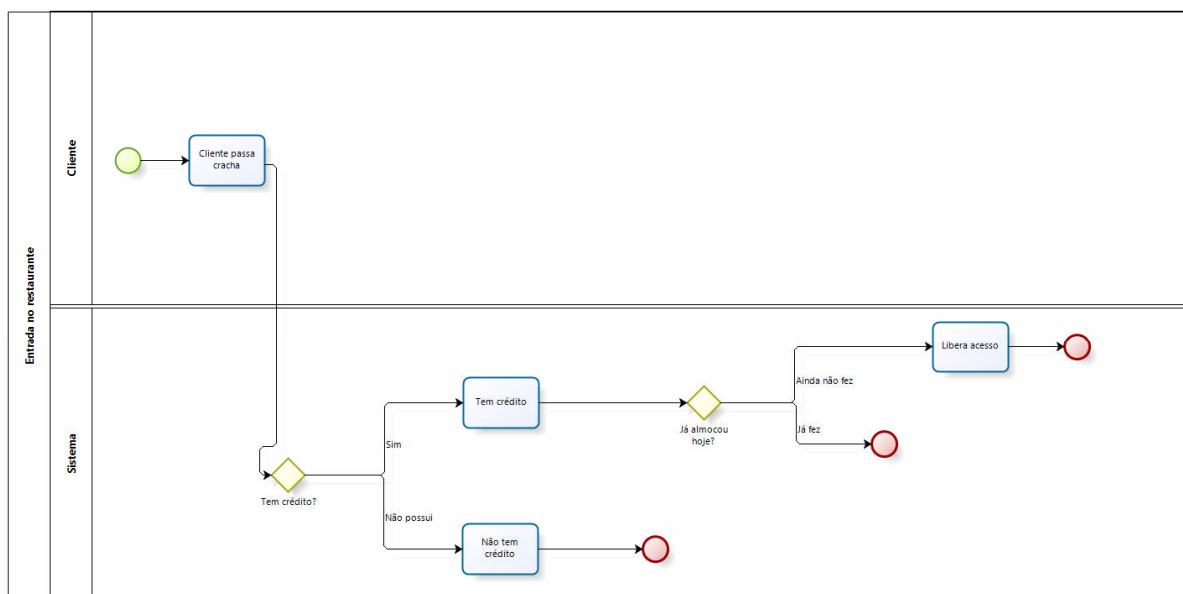 Entrada no restaurante
Cliente
Cliente passa
cracha
Sistema
Tem crédito?
Sim
Não possui
Tem crédito
Não tem
crédito
Já almocou
hoje?
Ainda não fez
Já fez
Libera acesso